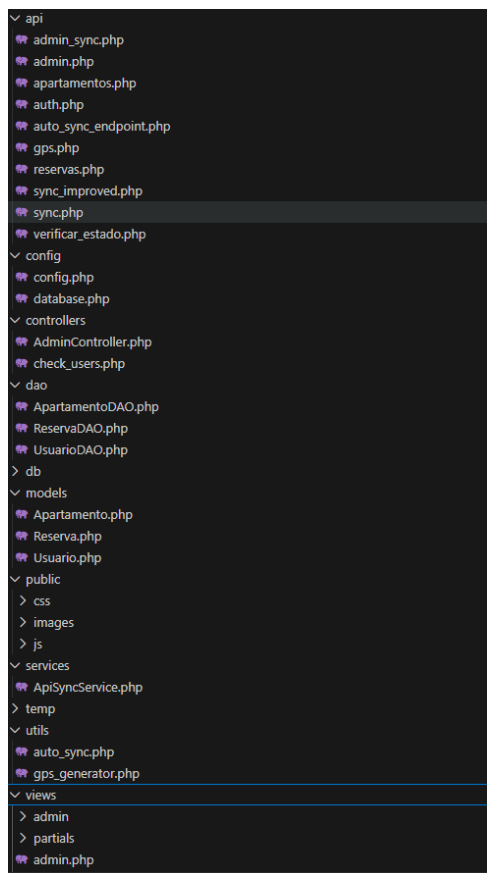 api
admin_sync.php
admin.php
apartamentos.php
auth.php
auto_sync_endpoint.php
gps.php
reservas.php
sync_improved.php
sync.php
verificar_estado.php
config
config.php
database.php
controllers
AdminController.php
check_users.php
dao
ApartamentoDAO.php
ReservaDAO.php
UsuarioDAO.php
db
models
Apartamento.php
Reserva.php
Usuario.php
public
css
images
js
services
ApiSyncService.php
temp
utils
auto_sync.php
gps_generator.php
views
admin
partials
admin.php